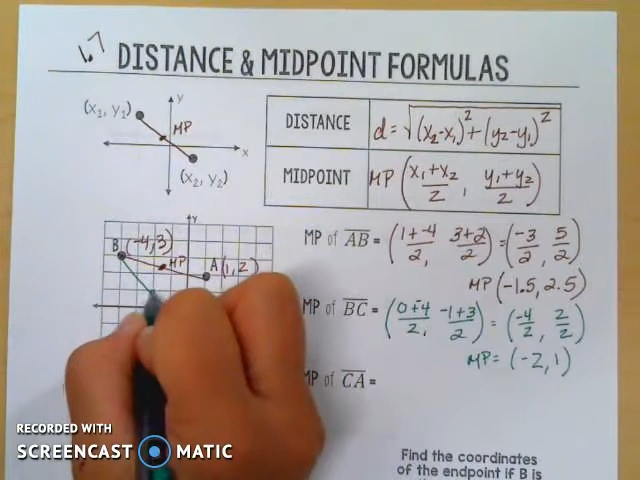 1.7
DISTANCE & MIDPOINT FORMULAS
(x₁, y₁)
y
MP
x
(x₂, y₂)
DISTANCE d = √(x₂-x₁)² + (y₂-y₁)²
MIDPOINT MP (x₁+x₂/2, y₁+y₂/2)
y
B (-4,3)
MP
A (1,2)
MP of AB = (1+-4/2, 3+2/2) = (-3/2, 5/2)
MP (-1.5, 2.5)
MP of BC = (0+-4/2, -1+3/2) = (-4/2, 2/2)
MP = (-2, 1)
MP of CA =
Find the coordinates
of the endpoint if B is
RECORDED WITH
SCREENCAST MATIC